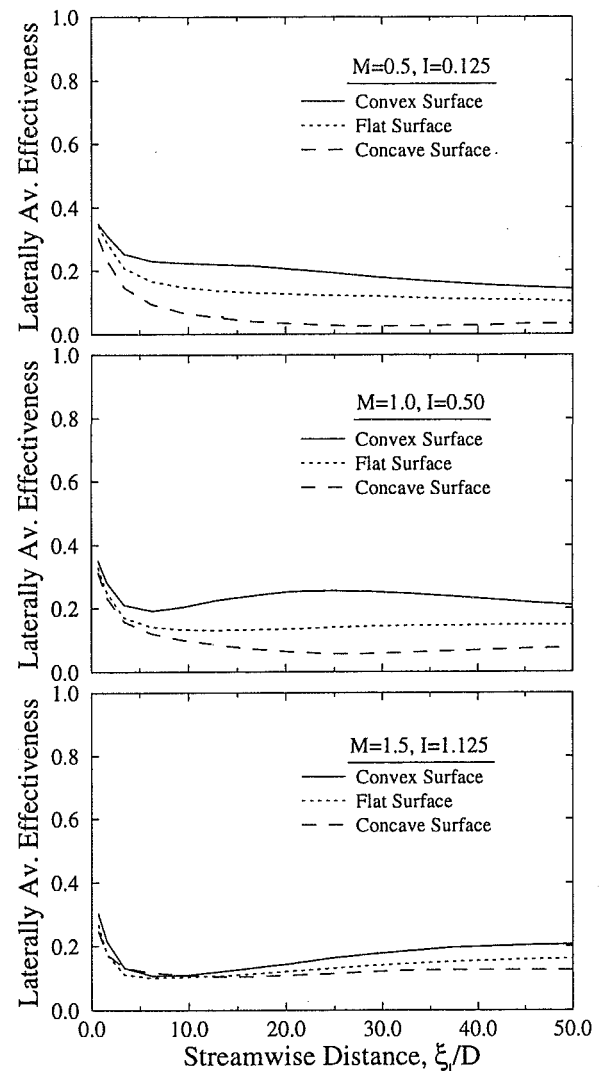 1.0
M=0.5, I=0.125
0.8
Convex Surface
Flat Surface
0.6
Concave Surface
0.4
0.2
0.0
Laterally Av. Effectiveness
1.0
M=1.0, I=0.50
0.8
Convex Surface
Flat Surface
0.6
Concave Surface
0.4
0.2
0.0
Laterally Av. Effectiveness
1.0
M=1.5, I=1.125
0.8
Convex Surface
Flat Surface
0.6
Concave Surface
0.4
0.2
0.0
Laterally Av. Effectiveness
0.0 10.0 20.0 30.0 40.0 50.0
Streamwise Distance, ξ_l/D